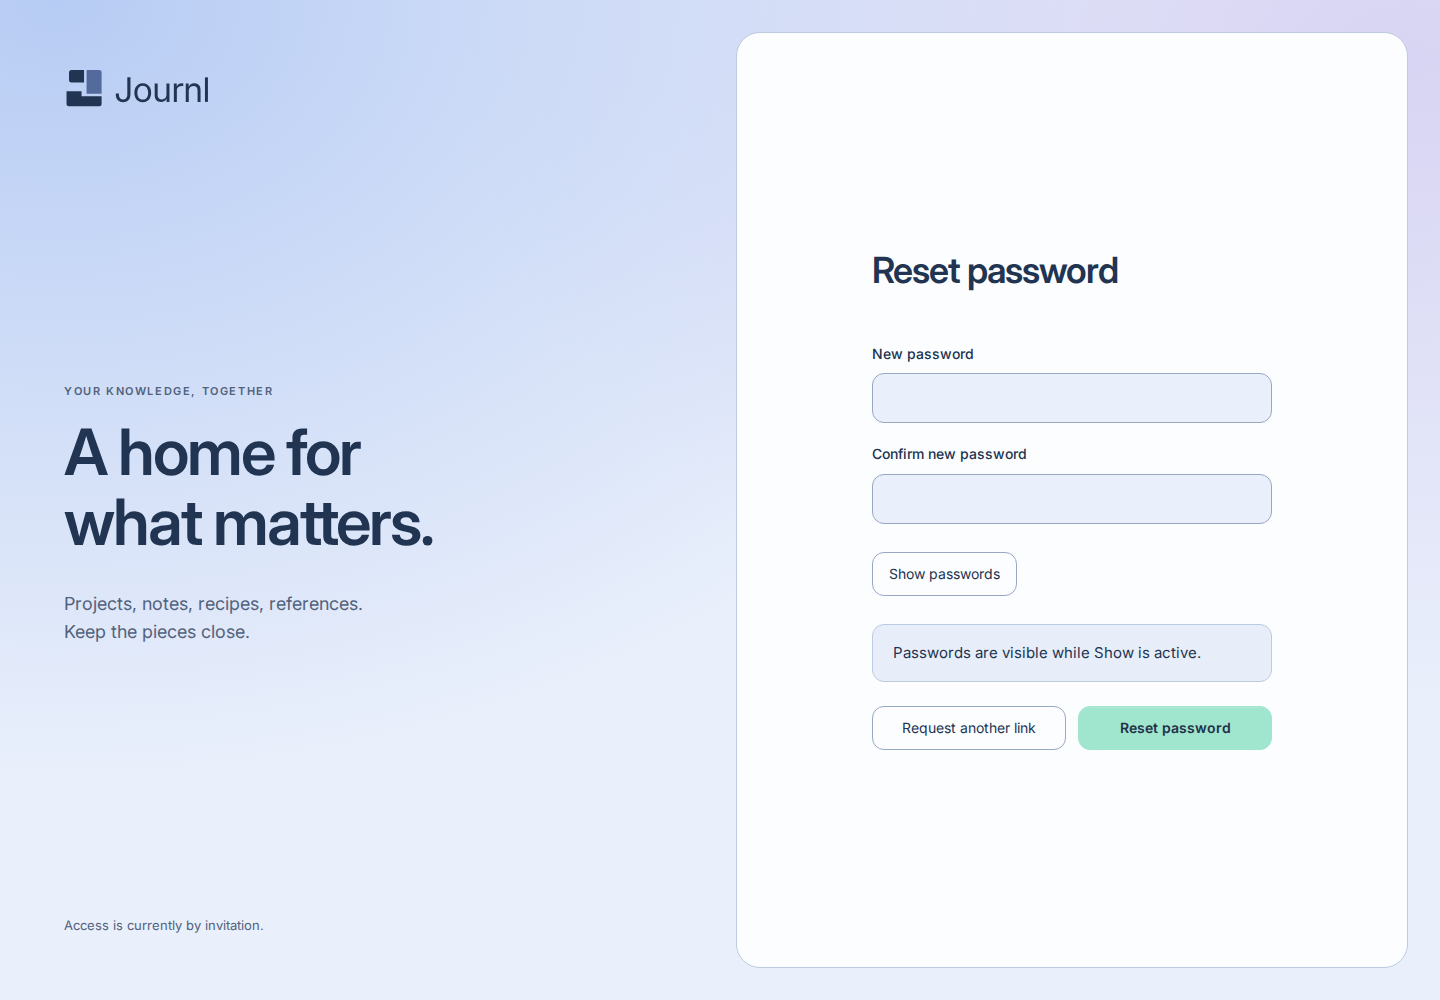 Journl
YOUR KNOWLEDGE, TOGETHER
A home for
what matters.
Projects, notes, recipes, references.
Keep the pieces close.
Access is currently by invitation.
Reset password
New password
Confirm new password
Show passwords
Passwords are visible while Show is active.
Request another link
Reset password